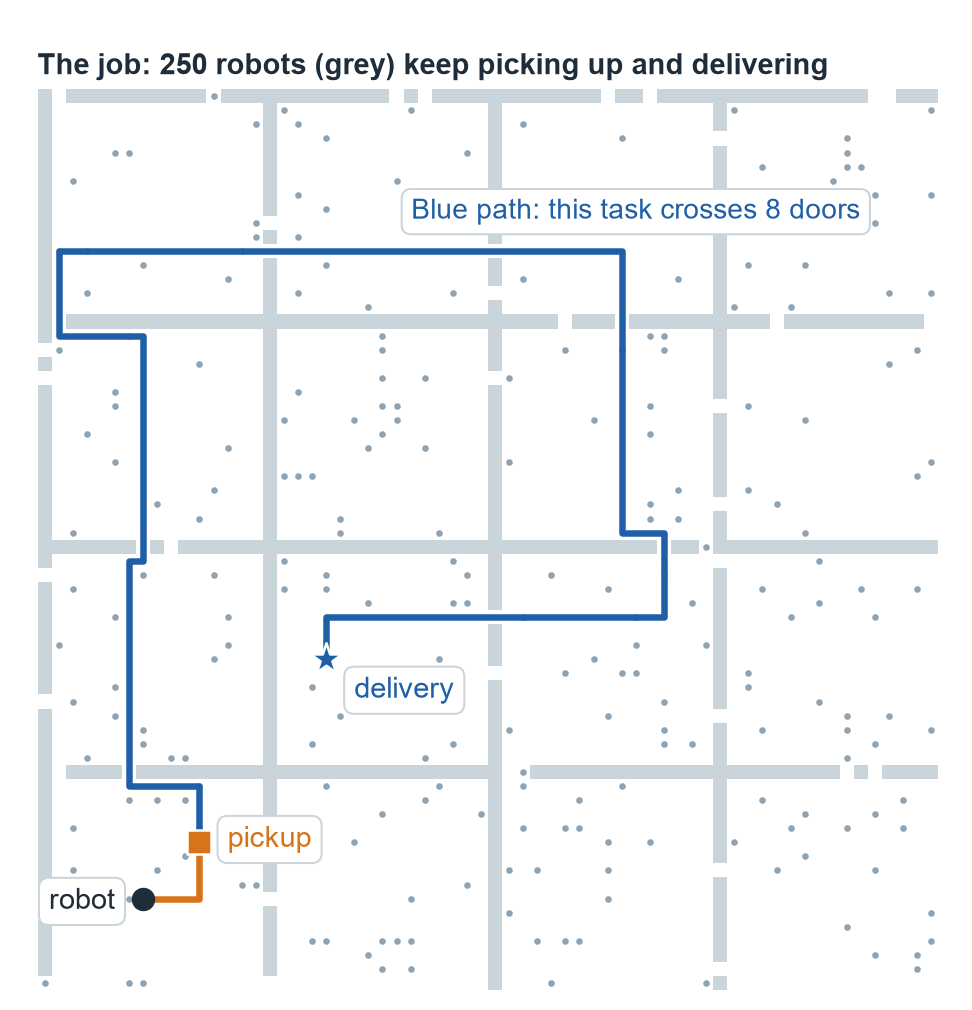 The job: 250 robots (grey) keep picking up and delivering
Blue path: this task crosses 8 doors
delivery
pickup
robot